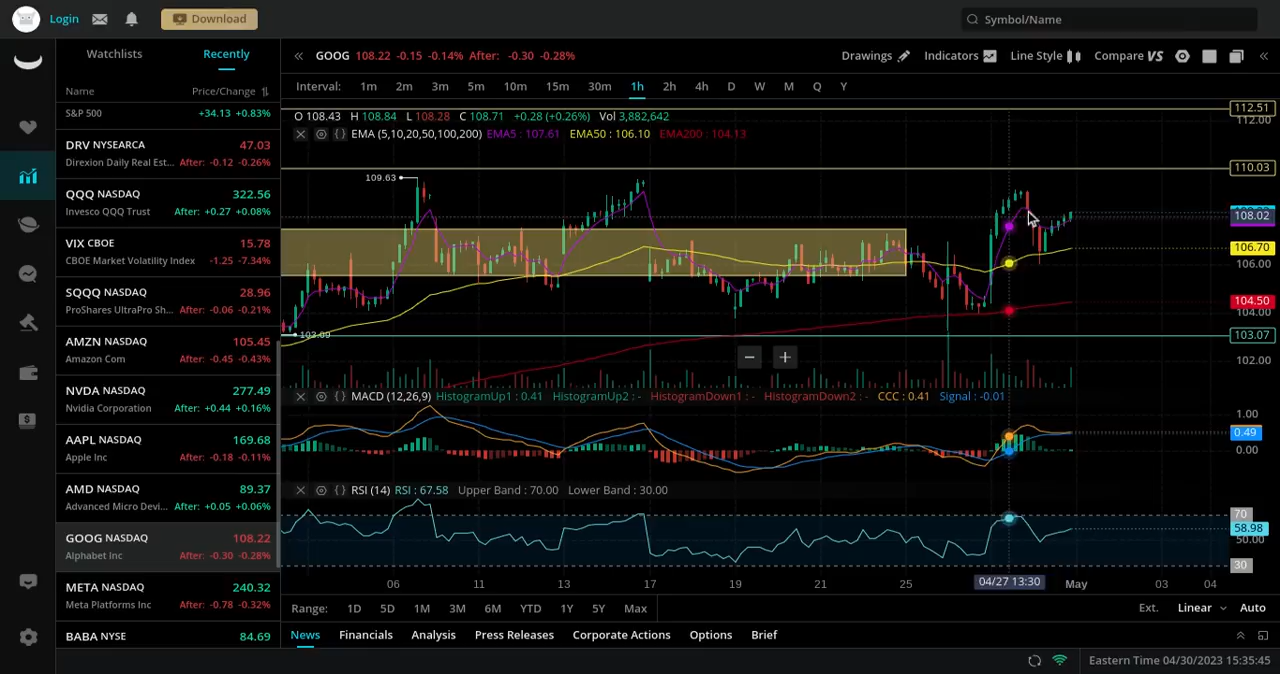 Login Download Symbol/Name
Watchlists Recently
GOOG 108.22 -0.15 -0.14% After: -0.30 -0.28%
Drawings Indicators Line Style Compare VS
Name Price/Change
Interval: 1m 2m 3m 5m 10m 15m 30m 1h 2h 4h D W M Q Y
S&P 500 +34.13 +0.83%
DRV NYSEARCA 47.03
Direxion Daily Real Est... After: -0.12 -0.26%
QQQ NASDAQ 322.56
Invesco QQQ Trust After: +0.27 +0.08%
VIX CBOE 15.78
CBOE Market Volatility Index -1.25 -7.34%
SQQQ NASDAQ 28.96
ProShares UltraPro Sh... After: -0.06 -0.21%
AMZN NASDAQ 105.45
Amazon Com After: -0.45 -0.43%
NVDA NASDAQ 277.49
Nvidia Corporation After: +0.44 +0.16%
AAPL NASDAQ 169.68
Apple Inc After: -0.18 -0.11%
AMD NASDAQ 89.37
Advanced Micro Devi... After: +0.05 +0.06%
GOOG NASDAQ 108.22
Alphabet Inc After: -0.30 -0.28%
META NASDAQ 240.32
Meta Platforms Inc After: -0.78 -0.32%
BABA NYSE 84.69
O 108.43 H 108.84 L 108.28 C 108.71 +0.28 (+0.26%) Vol 3,882,642
EMA (5,10,20,50,100,200) EMA5 : 107.61 EMA50 : 106.10 EMA200 : 104.13
112.51
112.00
110.03
109.63
108.02
106.70
106.00
104.50
104.00
103.09
103.07
102.00
− +
MACD (12,26,9) HistogramUp1 : 0.41 HistogramUp2 : - HistogramDown1 : - HistogramDown2 : - CCC : 0.41 Signal : -0.01
1.00
0.49
0.00
RSI (14) RSI : 67.58 Upper Band : 70.00 Lower Band : 30.00
70
58.98
50.00
30
06 11 13 17 19 21 25 04/27 13:30 May 03 04
Range: 1D 5D 1M 3M 6M YTD 1Y 5Y Max Ext. Linear Auto
News Financials Analysis Press Releases Corporate Actions Options Brief
Eastern Time 04/30/2023 15:35:45